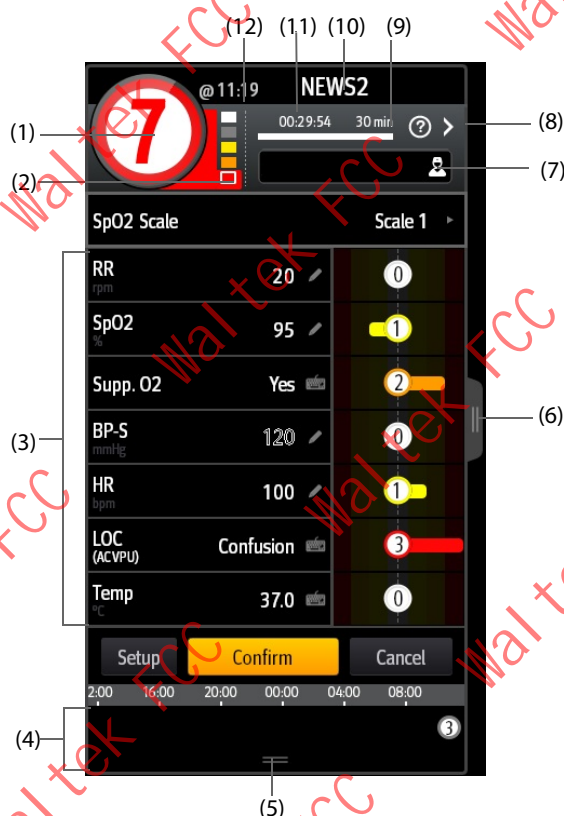 (12) (11) (10) (9)
@ 11:19 NEWS2
7
00:29:54 30 min ?
(1) (2) (8) (7)
SpO2 Scale Scale 1
RR 20 0
rpm
SpO2 95 1
%
Supp. O2 Yes 2
BP-S 120 0
mmHg
HR 100 1
bpm
LOC Confusion 3
(ACVPU)
Temp 37.0 0
°C
(3) (6)
Setup Confirm Cancel
2:00 16:00 20:00 00:00 04:00 08:00
3
(4)
(5)
Waltek FCC
Waltek FCC
Waltek FCC
Waltek FCC
Waltek FCC